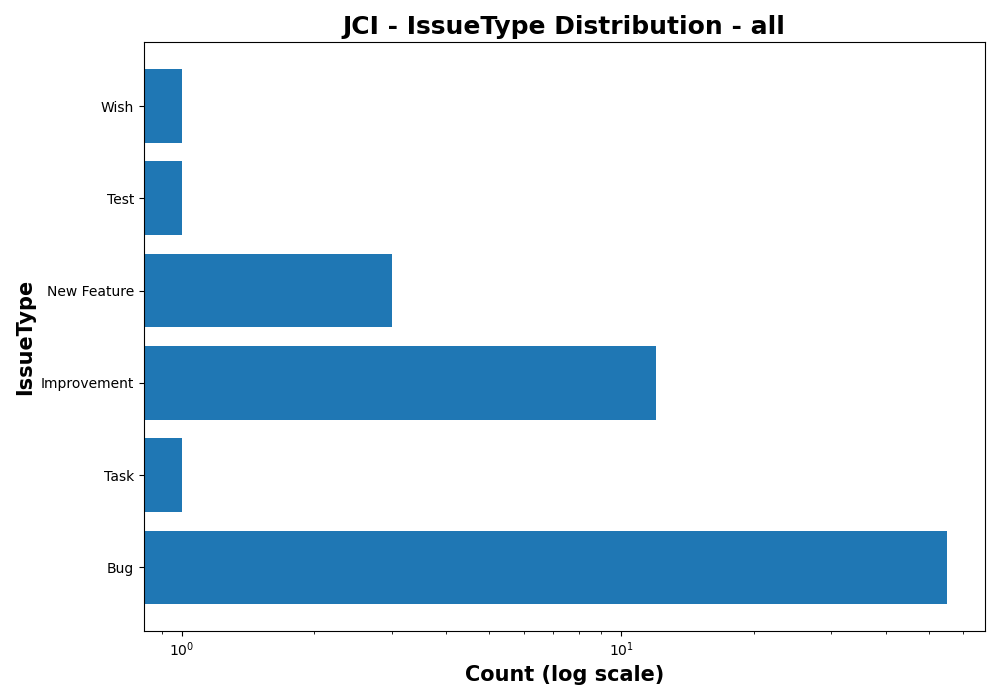 JCI - IssueType Distribution - all
IssueType
Wish
Test
New Feature
Improvement
Task
Bug
10⁰ 10¹
Count (log scale)